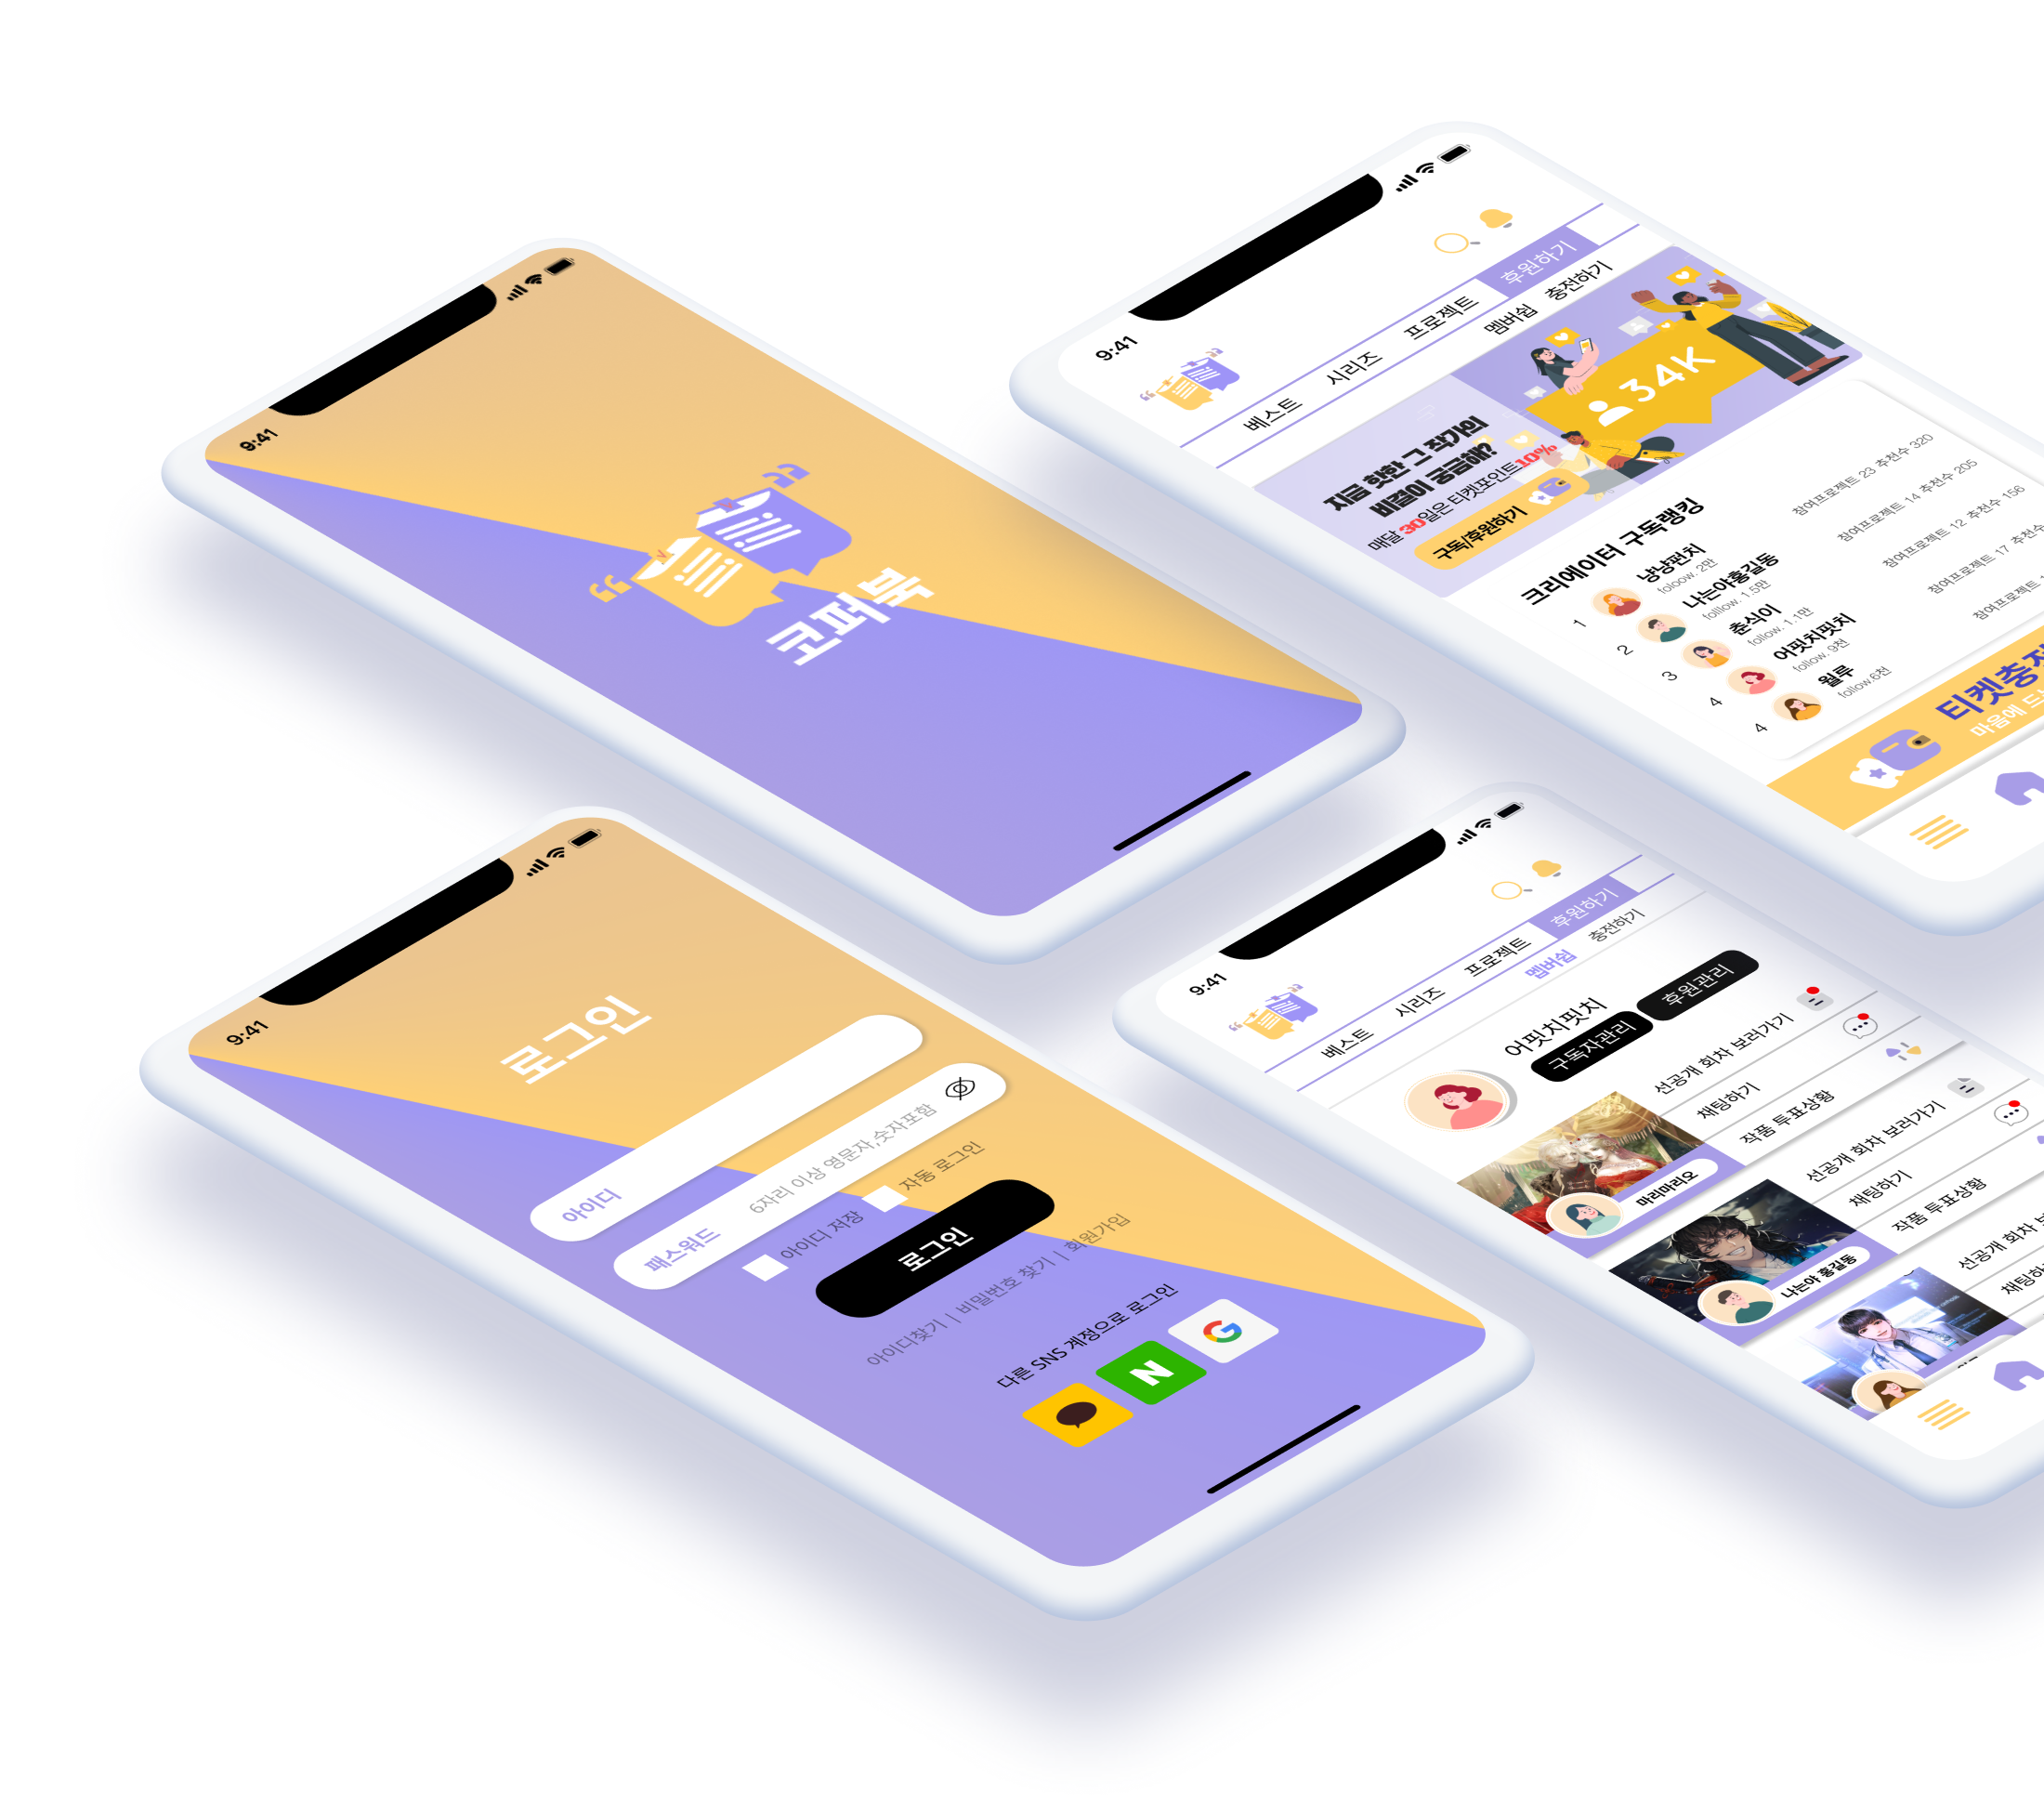 9:41
코퍼북
9:41
베스트 시리즈 프로젝트 후원하기
멤버쉽 충전하기
지금 핫한 그 작가의
비결이 궁금해?
매달 30일은 티켓포인트10%
구독/후원하기
34K
크리에이터 구독랭킹
1 냥냥펀치 참여프로젝트 23 추천수 320
foloow. 2만
2 나는야홍길동 참여프로젝트 14 추천수 205
folllow. 1.5만
3 춘식이 참여프로젝트 12 추천수 156
follow. 1.1만
4 어핏치핏치 참여프로젝트 17 추천수
follow. 9천
4 월루 참여프로젝트
follow.6천
티켓충
마음에
9:41
로그인
아이디
패스워드 6자리 이상 영문자,숫자포함
아이디 저장 자동 로그인
로그인
아이디찾기 | 비밀번호 찾기 | 회원가입
다른 SNS 계정으로 로그인
N G
9:41
베스트 시리즈 프로젝트 후원하기
멥버쉽 충전하기
어핏치핏치
구독자관리 후원관리
선공개 회차 보러가기
채팅하기
작품 투표상황
마리마리오
선공개 회차 보러가기
채팅하기
작품 투표상황
나는야 홍길동
선공개 회차
채팅하